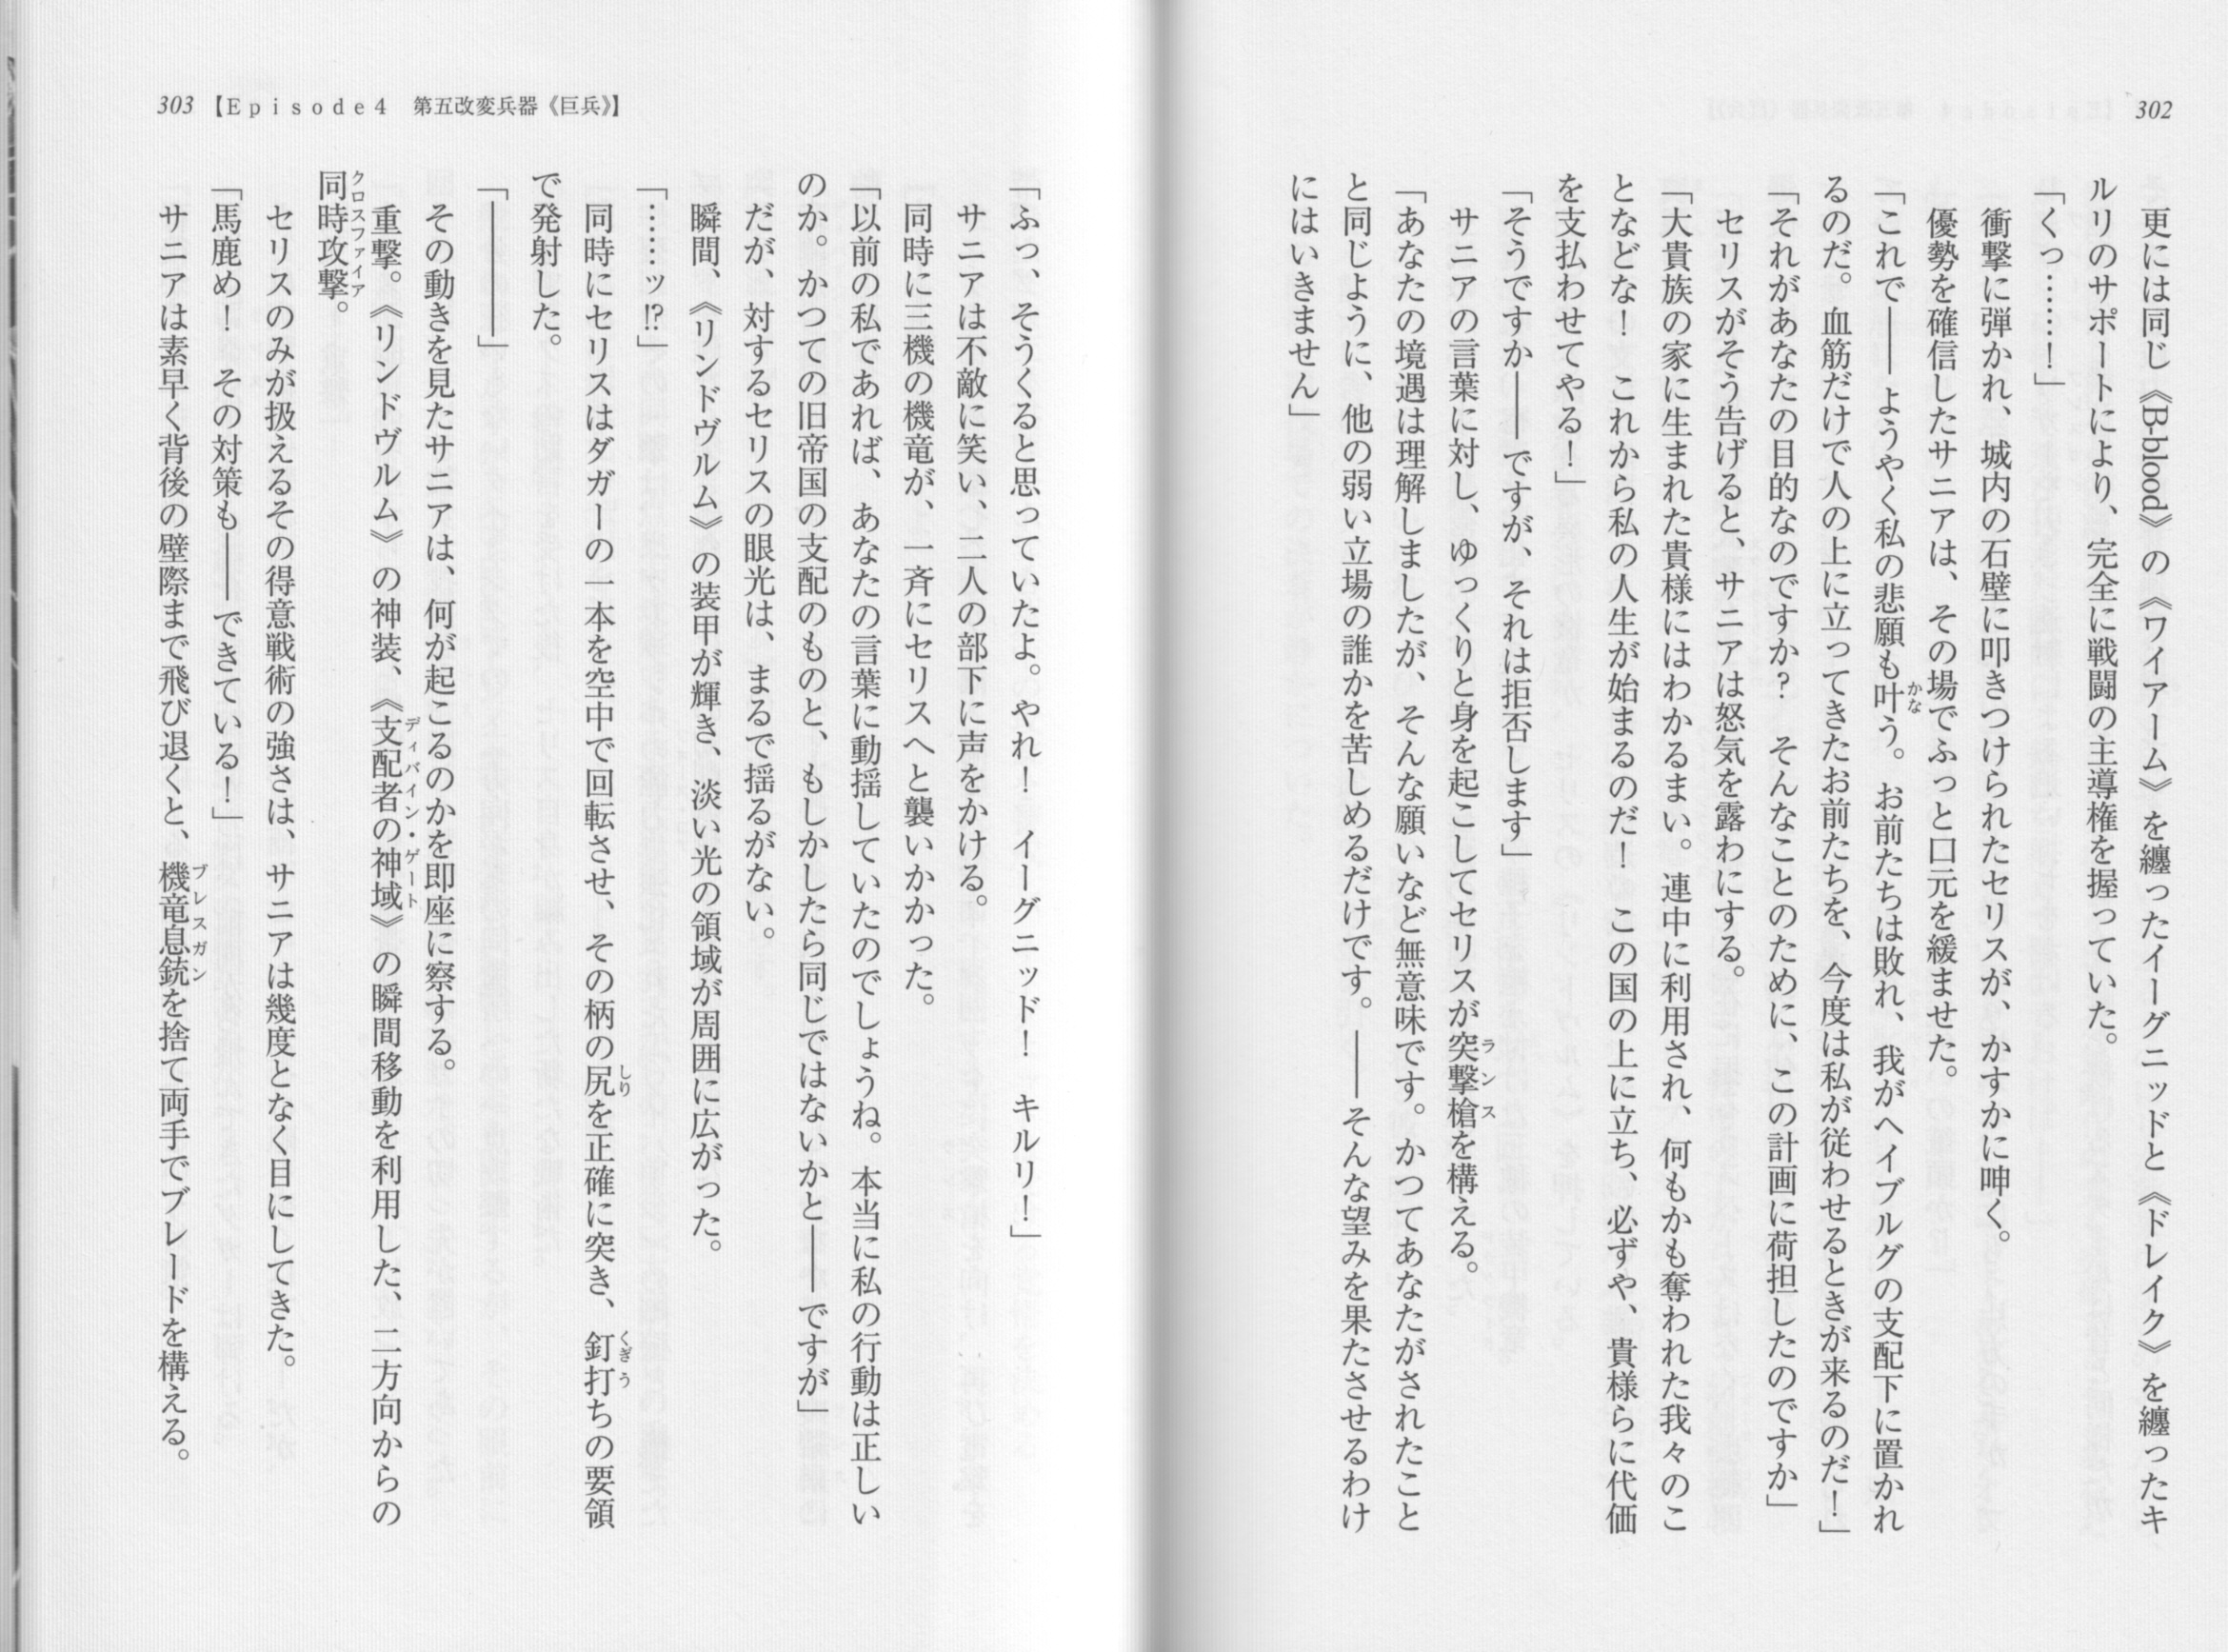 302
更には同じ《B-blood》の《ワイアーム》を纏ったイーグニッドと《ドレイク》を纏ったキ
ルリのサポートにより、完全に戦闘の主導権を握っていた。
「くっ……！」
衝撃に弾かれ、城内の石壁に叩きつけられたセリスが、かすかに呻く。
優勢を確信したサニアは、その場でふっと口元を緩ませた。
「これで――ようやく私の悲願も叶う。お前たちは敗れ、我がヘイブルグの支配下に置かれ
かな
るのだ。血筋だけで人の上に立ってきたお前たちを、今度は私が従わせるときが来るのだ！」
「それがあなたの目的なのですか？　そんなことのために、この計画に荷担したのですか」
セリスがそう告げると、サニアは怒気を露わにする。
「大貴族の家に生まれた貴様にはわかるまい。連中に利用され、何もかも奪われた我々のこ
となどな！　これから私の人生が始まるのだ！　この国の上に立ち、必ずや、貴様らに代価
を支払わせてやる！」
「そうですか――ですが、それは拒否します」
サニアの言葉に対し、ゆっくりと身を起こしてセリスが突撃槍を構える。
ランス
「あなたの境遇は理解しましたが、そんな願いなど無意味です。かつてあなたがされたこと
と同じように、他の弱い立場の誰かを苦しめるだけです。――そんな望みを果たさせるわけ
にはいきません」
303【Episode4　第五改変兵器《巨兵》】
「ふっ、そうくると思っていたよ。やれ！　イーグニッド！　キルリ！」
サニアは不敵に笑い、二人の部下に声をかける。
同時に三機の機竜が、一斉にセリスへと襲いかかった。
「以前の私であれば、あなたの言葉に動揺していたのでしょうね。本当に私の行動は正しい
のか。かつての旧帝国の支配のものと、もしかしたら同じではないかと――ですが」
だが、対するセリスの眼光は、まるで揺るがない。
瞬間、《リンドヴルム》の装甲が輝き、淡い光の領域が周囲に広がった。
「……ッ!?」
同時にセリスはダガーの一本を空中で回転させ、その柄の尻を正確に突き、釘打ちの要領
しり
くぎう
で発射した。
「――――」
その動きを見たサニアは、何が起こるのかを即座に察する。
重撃。《リンドヴルム》の神装、《支配者の神域》の瞬間移動を利用した、二方向からの
ディバイン・ゲート
同時攻撃。
クロスファイア
セリスのみが扱えるその得意戦術の強さは、サニアは幾度となく目にしてきた。
「馬鹿め！　その対策も――できている！」
サニアは素早く背後の壁際まで飛び退くと、機竜息銃を捨て両手でブレードを構える。
ブレスガン